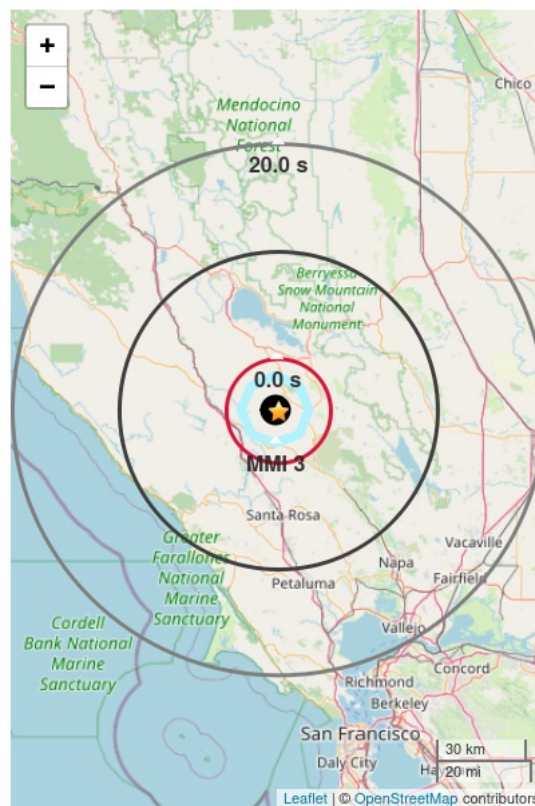 +
−
Chico
Mendocino
National
Forest
20.0 s
Berryessa
Snow Mountain
National
Monument
0.0 s
MMI 3
Santa Rosa
Greater
Farallones
National
Marine
Sanctuary
Vacaville
Napa
Fairfield
Petaluma
Cordell
Bank National
Marine
Sanctuary
Vallejo
Concord
Richmond
Berkeley
San Francisco
Daly City
30 km
20 mi
Leaflet | © OpenStreetMap contributors